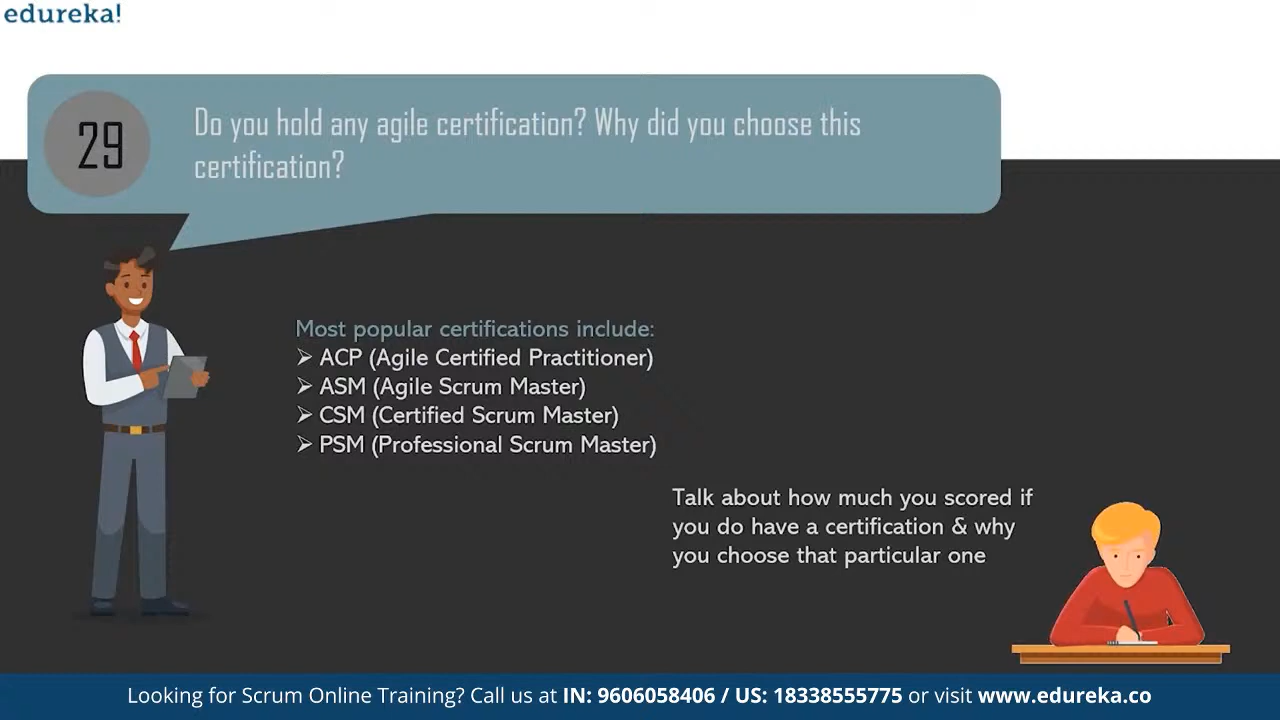 edureka!
29
Do you hold any agile certification? Why did you choose this
certification?
Most popular certifications include:
➢ ACP (Agile Certified Practitioner)
➢ ASM (Agile Scrum Master)
➢ CSM (Certified Scrum Master)
➢ PSM (Professional Scrum Master)
Talk about how much you scored if
you do have a certification & why
you choose that particular one
Looking for Scrum Online Training? Call us at IN: 9606058406 / US: 18338555775 or visit www.edureka.co